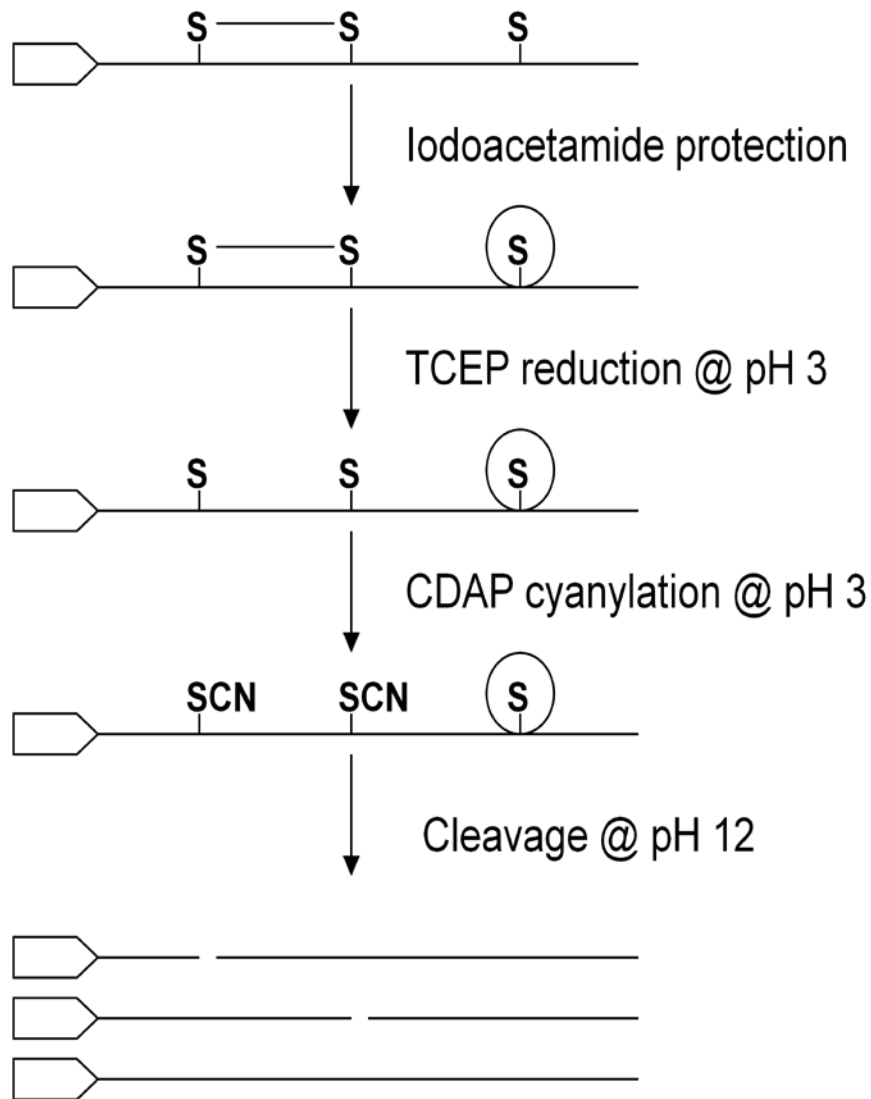 S S S
Iodoacetamide protection
S S S
TCEP reduction @ pH 3
S S S
CDAP cyanylation @ pH 3
SCN SCN S
Cleavage @ pH 12